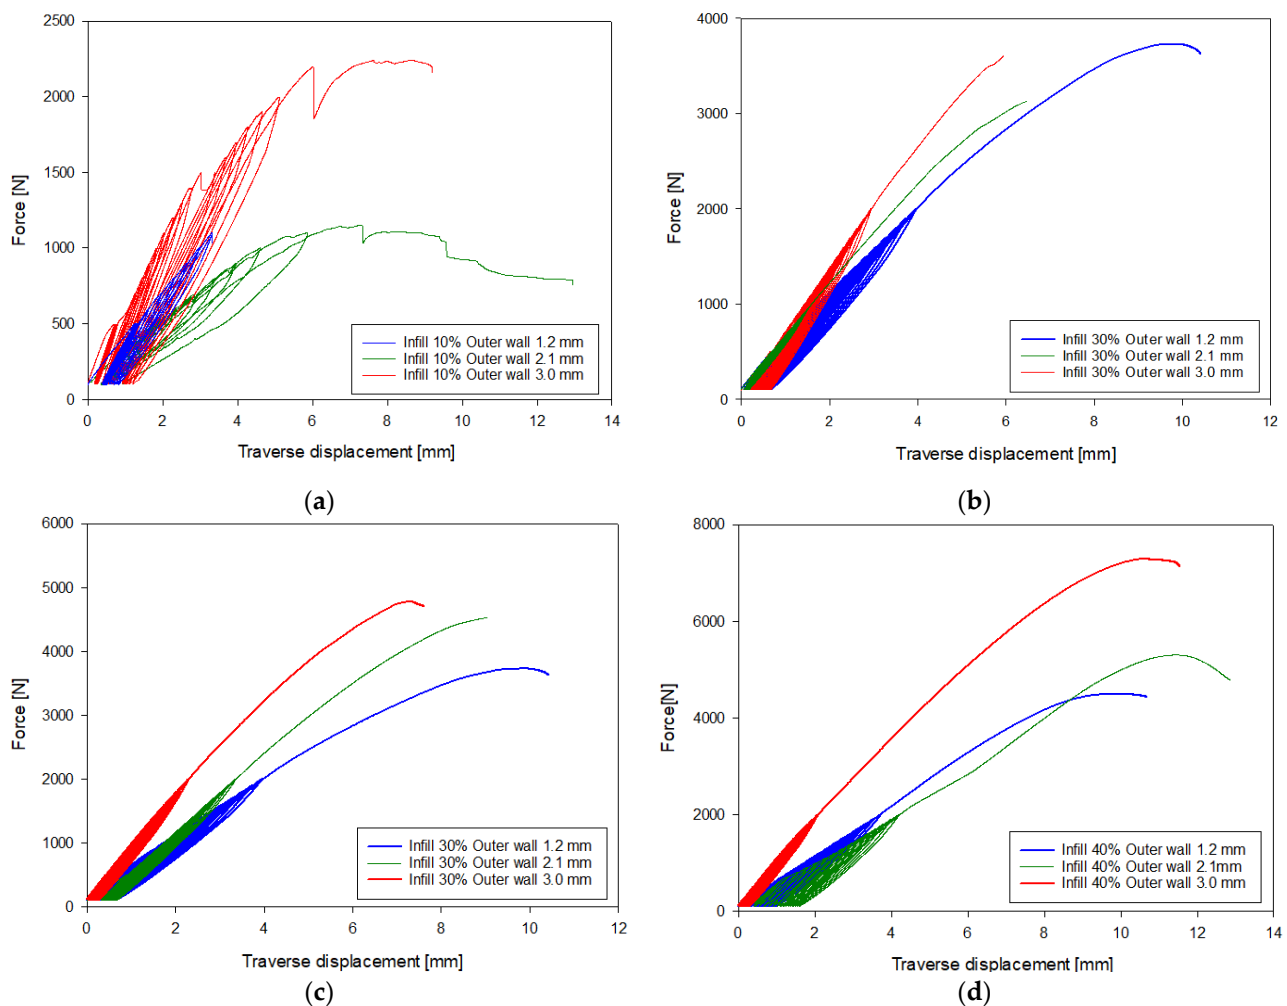 2500
2000
1500
1000
500
0
Force [N]
0 2 4 6 8 10 12 14
Traverse displacement [mm]
Infill 10% Outer wall 1.2 mm
Infill 10% Outer wall 2.1 mm
Infill 10% Outer wall 3.0 mm
(a)
4000
3000
2000
1000
0
Force [N]
0 2 4 6 8 10 12
Traverse displacement [mm]
Infill 30% Outer wall 1.2 mm
Infill 30% Outer wall 2.1 mm
Infill 30% Outer wall 3.0 mm
(b)
6000
5000
4000
3000
2000
1000
0
Force [N]
0 2 4 6 8 10 12
Traverse displacement [mm]
Infill 30% Outer wall 1.2 mm
Infill 30% Outer wall 2.1 mm
Infill 30% Outer wall 3.0 mm
(c)
8000
6000
4000
2000
0
Force[N]
0 2 4 6 8 10 12 14
Traverse displacement [mm]
Infill 40% Outer wall 1.2 mm
Infill 40% Outer wall 2.1mm
Infill 40% Outer wall 3.0 mm
(d)